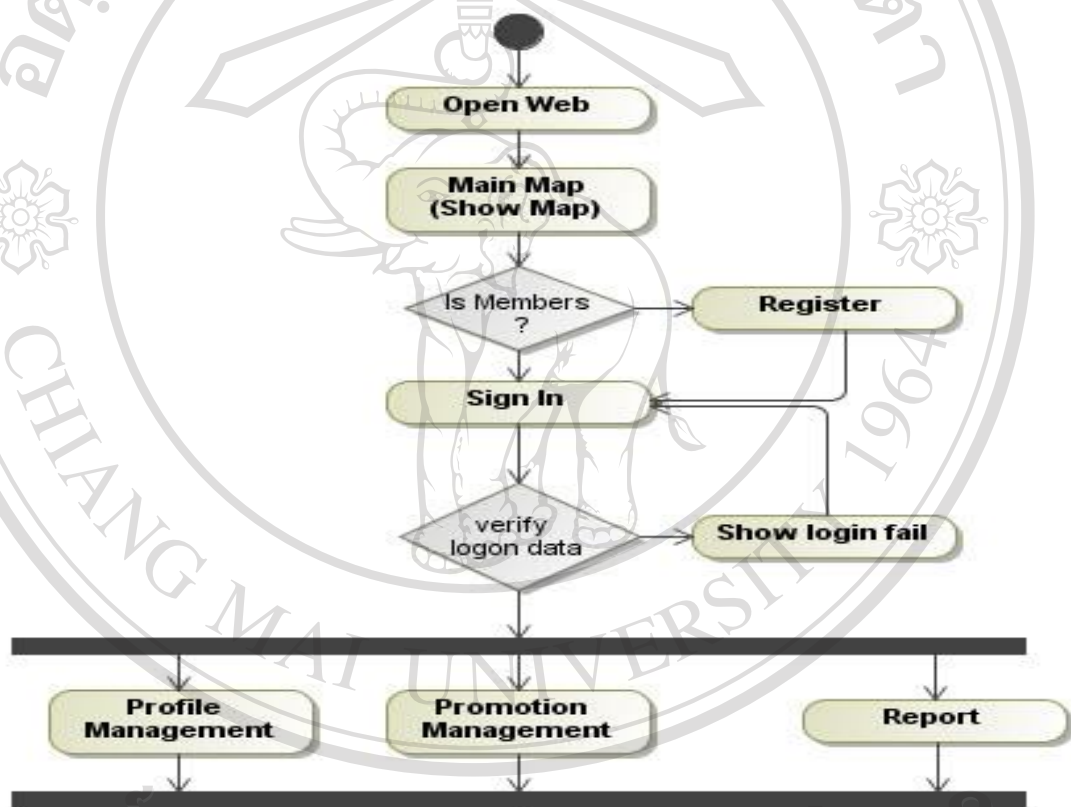 Open Web
Main Map
(Show Map)
Is Members
?
Register
Sign In
verify
logon data
Show login fail
Profile
Management
Promotion
Management
Report
CHIANG MAI UNIVERSITY 1964